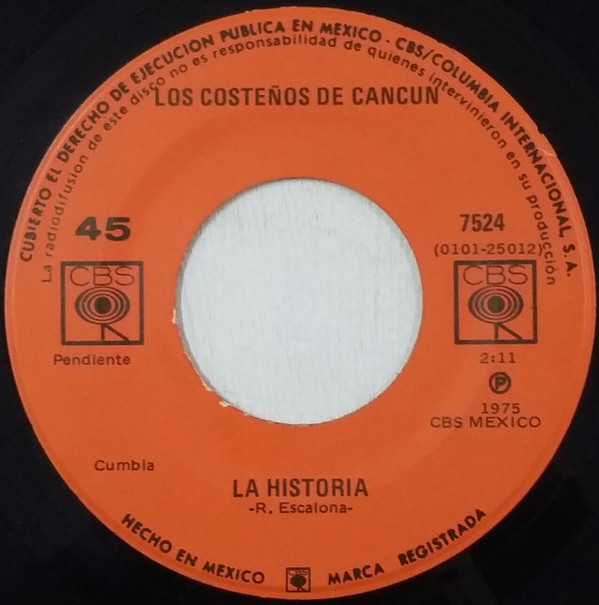 CUBIERTO EL DERECHO DE EJECUCION PUBLICA EN MEXICO - CBS/COLUMBIA INTERNACIONAL, S.A.
La radiodifusion de este disco no es responsabilidad de quienes intervinieron en su producción
LOS COSTEÑOS DE CANCUN
45
7524
(0101-25012)
CBS
CBS
Pendiente
2:11
P
1975
CBS MEXICO
Cumbia
LA HISTORIA
-R. Escalona-
HECHO EN MEXICO CBS MARCA REGISTRADA